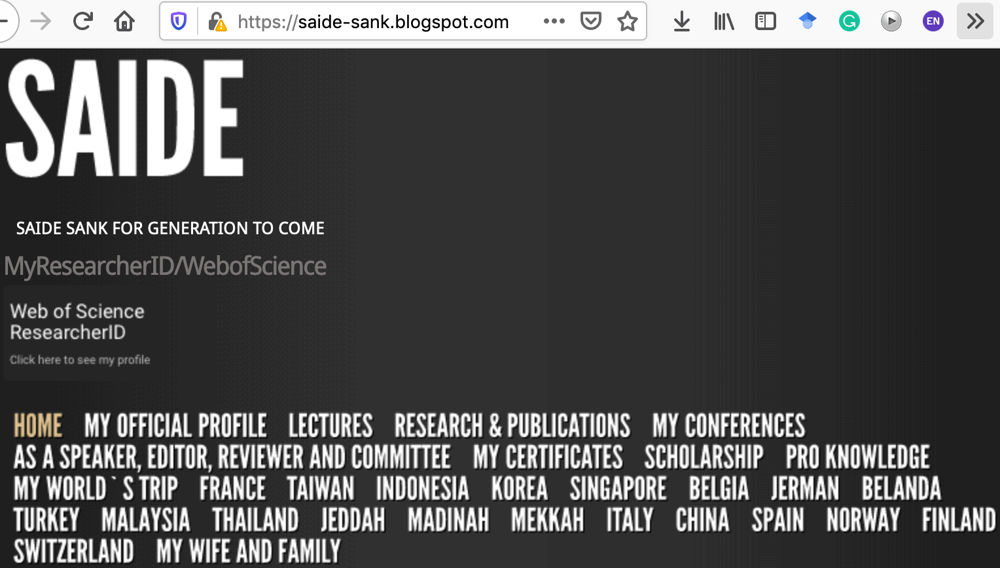 https://saide-sank.blogspot.com
EN
SAIDE
SAIDE SANK FOR GENERATION TO COME
MyResearcherID/WebofScience
Web of Science
ResearcherID
Click here to see my profile
HOME MY OFFICIAL PROFILE LECTURES RESEARCH & PUBLICATIONS MY CONFERENCES
AS A SPEAKER, EDITOR, REVIEWER AND COMMITTEE MY CERTIFICATES SCHOLARSHIP PRO KNOWLEDGE
MY WORLD`S TRIP FRANCE TAIWAN INDONESIA KOREA SINGAPORE BELGIA JERMAN BELANDA
TURKEY MALAYSIA THAILAND JEDDAH MADINAH MEKKAH ITALY CHINA SPAIN NORWAY FINLAND
SWITZERLAND MY WIFE AND FAMILY